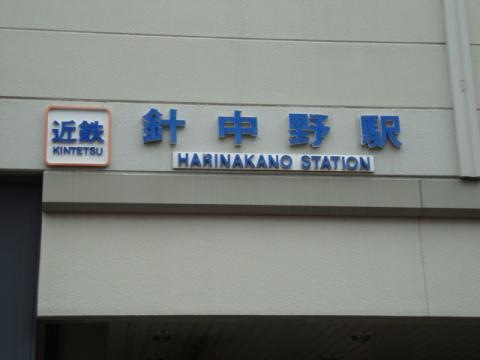 近鉄
KINTETSU
針中野駅
HARINAKANO STATION